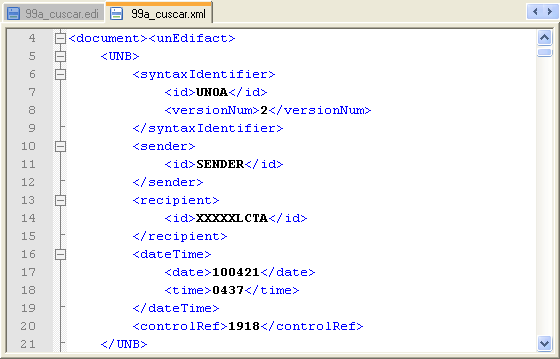 99a_cuscar.edi 99a_cuscar.xml
4 <document><unEdifact>
5 <UNB>
6 <syntaxIdentifier>
7 <id>UNOA</id>
8 <versionNum>2</versionNum>
9 </syntaxIdentifier>
10 <sender>
11 <id>SENDER</id>
12 </sender>
13 <recipient>
14 <id>XXXXXLCTA</id>
15 </recipient>
16 <dateTime>
17 <date>100421</date>
18 <time>0437</time>
19 </dateTime>
20 <controlRef>1918</controlRef>
21 </UNB>